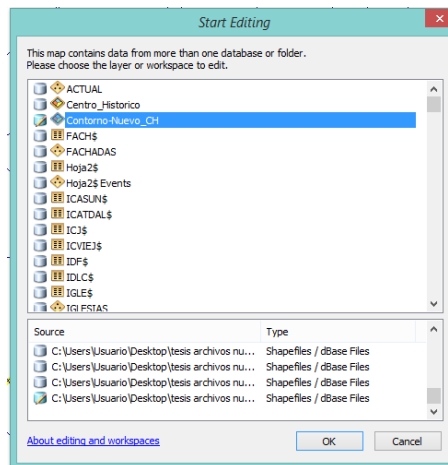 Start Editing
This map contains data from more than one database or folder.
Please choose the layer or workspace to edit.
ACTUAL
Centro_Historico
Contorno-Nuevo_CH
FACH$
FACHADAS
Hoja2$
Hoja2$ Events
ICASUN$
ICATDAL$
ICJ$
ICVIEJ$
IDF$
IDLC$
IGLE$
IGLESIAS
Source Type
C:\Users\Usuario\Desktop\tesis archivos nu... Shapefiles / dBase Files
C:\Users\Usuario\Desktop\tesis archivos nu... Shapefiles / dBase Files
C:\Users\Usuario\Desktop\tesis archivos nu... Shapefiles / dBase Files
C:\Users\Usuario\Desktop\tesis archivos nu... Shapefiles / dBase Files
About editing and workspaces OK Cancel